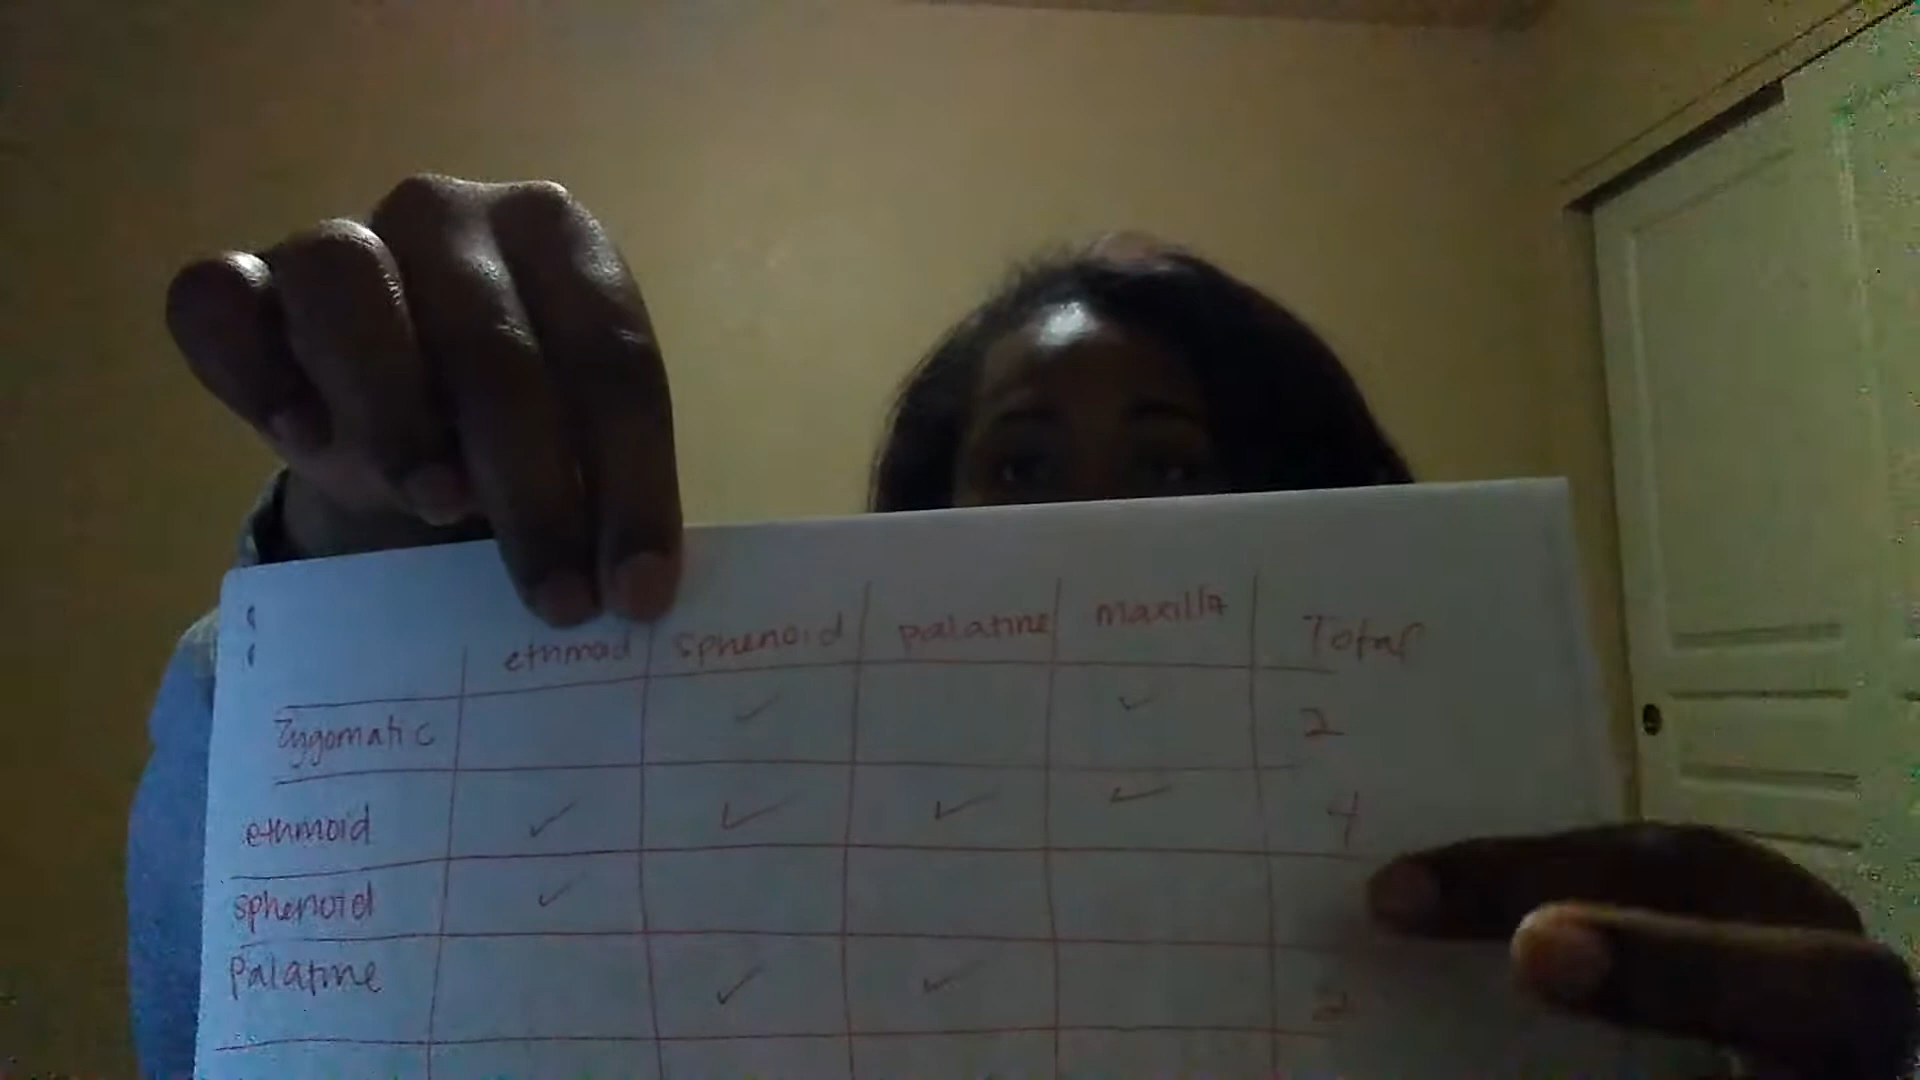 ethmoid sphenoid palatine maxilla Total
Zygomatic ✓ ✓ 2
ethmoid ✓ ✓ ✓ ✓ 4
sphenoid ✓
Palatine ✓ ✓ 2